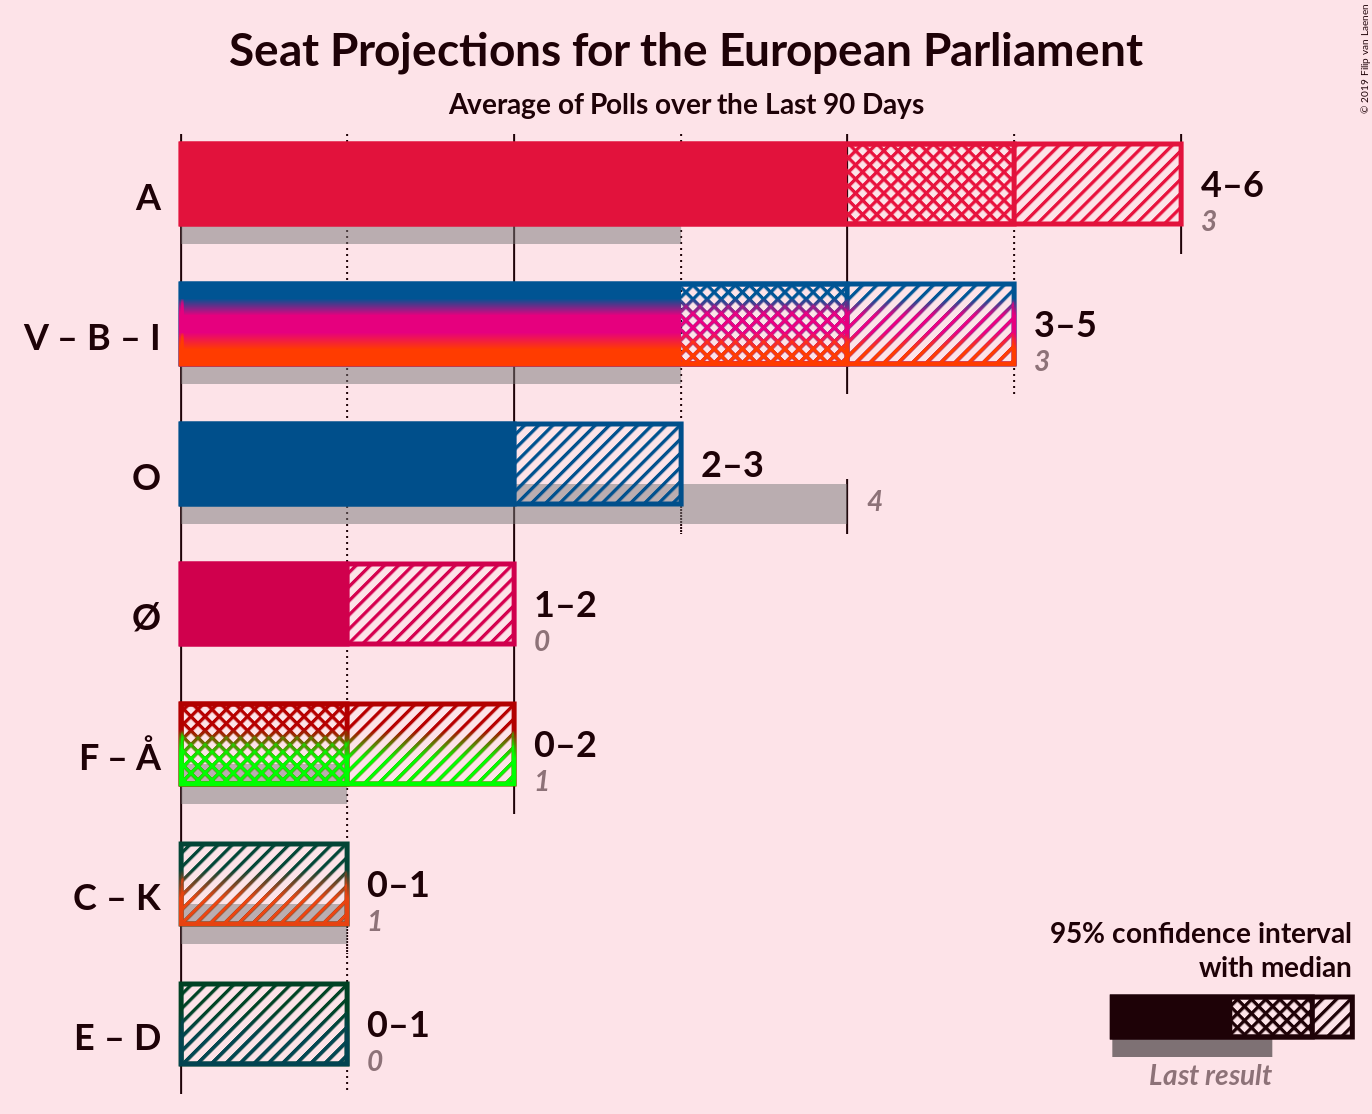 Seat Projections for the European Parliament
Average of Polls over the Last 90 Days
© 2019 Filip van Laenen
A
4–6
3
V – B – I
3–5
3
O
2–3
4
Ø
1–2
0
F – Å
0–2
1
C – K
0–1
1
E – D
0–1
0
95% confidence interval
with median
Last result